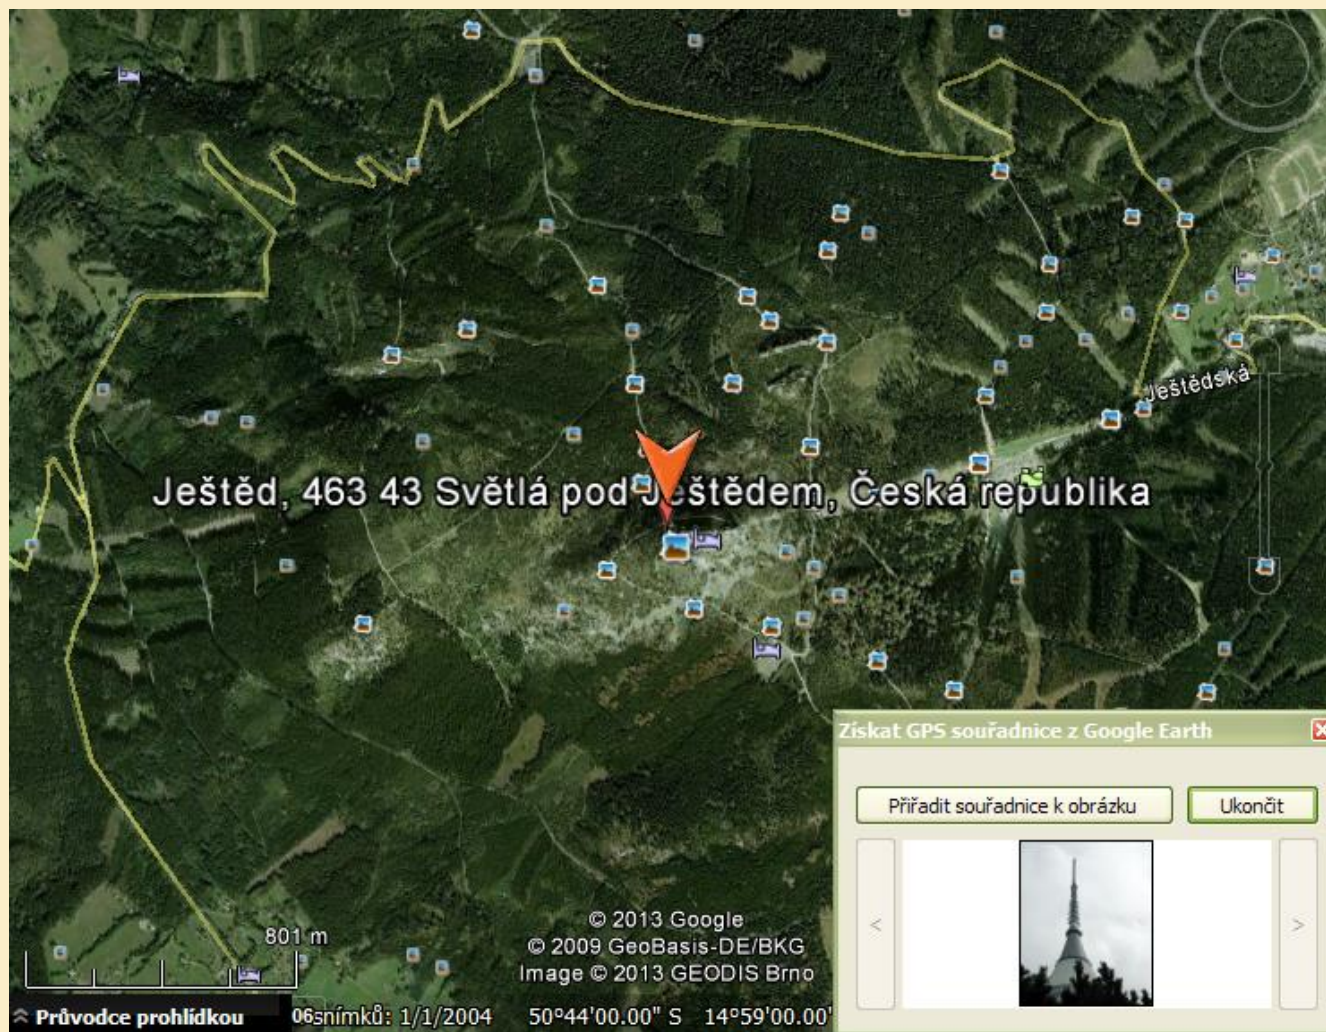 Ještědská
Ještěd, 463 43 Světlá pod Ještědem, Česká republika
Získat GPS souřadnice z Google Earth
Přiřadit souřadnice k obrázku
Ukončit
<
>
801 m
© 2013 Google
© 2009 GeoBasis-DE/BKG
Image © 2013 GEODIS Brno
Průvodce prohlídkou
06snímků: 1/1/2004 50°44'00.00" S 14°59'00.00'